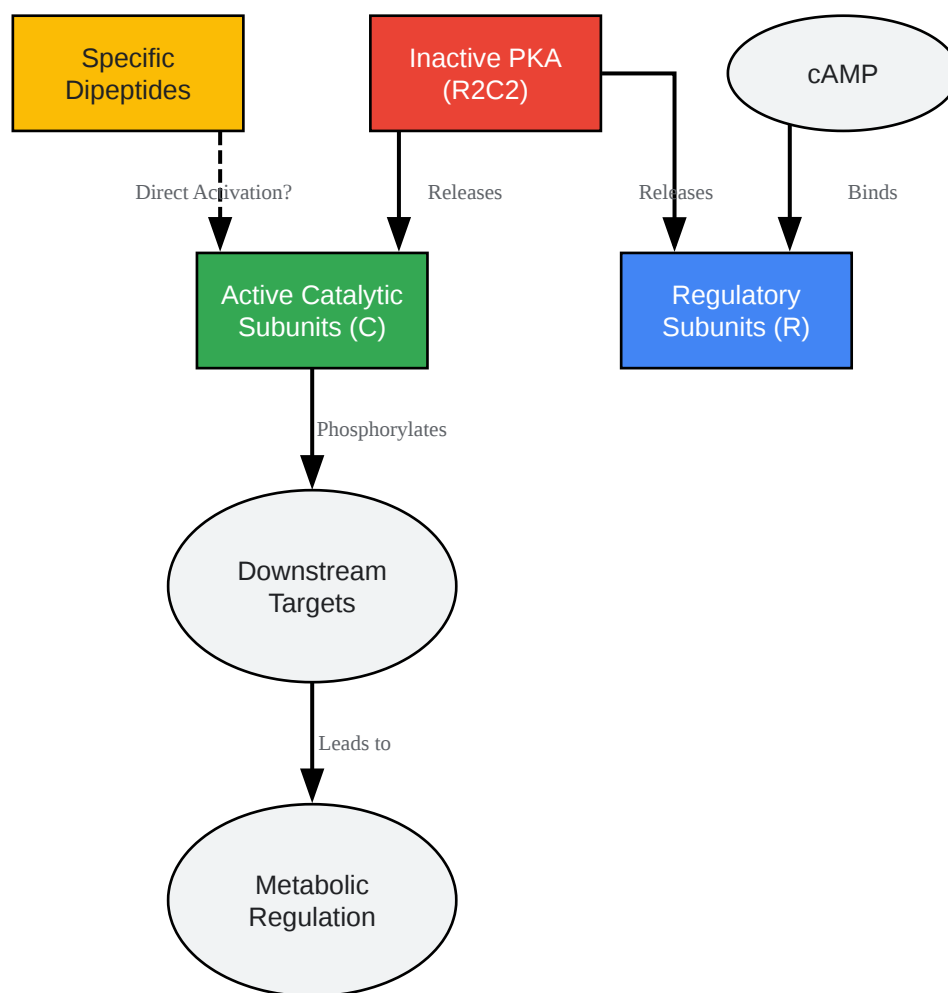 Specific
Dipeptides
Inactive PKA
(R2C2)
cAMP
Direct Activation?
Releases
Releases
Binds
Active Catalytic
Subunits (C)
Regulatory
Subunits (R)
Phosphorylates
Downstream
Targets
Leads to
Metabolic
Regulation